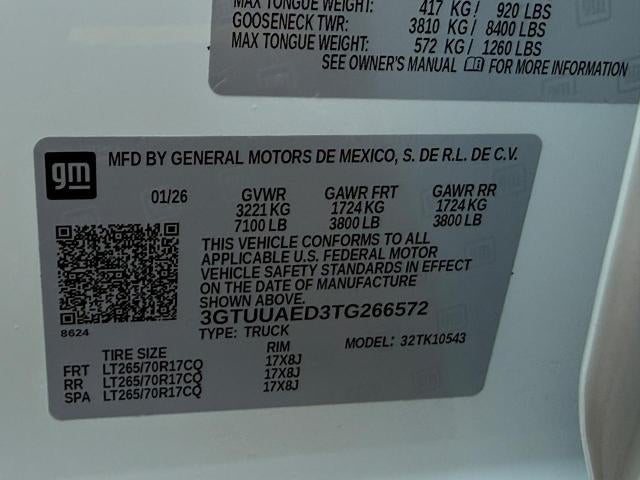 MAX TONGUE WEIGHT: 417 KG / 920 LBS
GOOSENECK TWR: 3810 KG / 8400 LBS
MAX TONGUE WEIGHT: 572 KG / 1260 LBS
SEE OWNER'S MANUAL FOR MORE INFORMATION
gm
MFD BY GENERAL MOTORS DE MEXICO, S. DE R.L. DE C.V.
01/26 GVWR GAWR FRT GAWR RR
3221 KG 1724 KG 1724 KG
7100 LB 3800 LB 3800 LB
THIS VEHICLE CONFORMS TO ALL
APPLICABLE U.S. FEDERAL MOTOR
VEHICLE SAFETY STANDARDS IN EFFECT
ON THE DATE OF MANUFACTURE
SHOWN ABOVE.
3GTUUAED3TG266572
8624
TYPE: TRUCK MODEL: 32TK10543
TIRE SIZE RIM
FRT LT265/70R17CQ 17X8J
RR LT265/70R17CQ 17X8J
SPA LT265/70R17CQ 17X8J